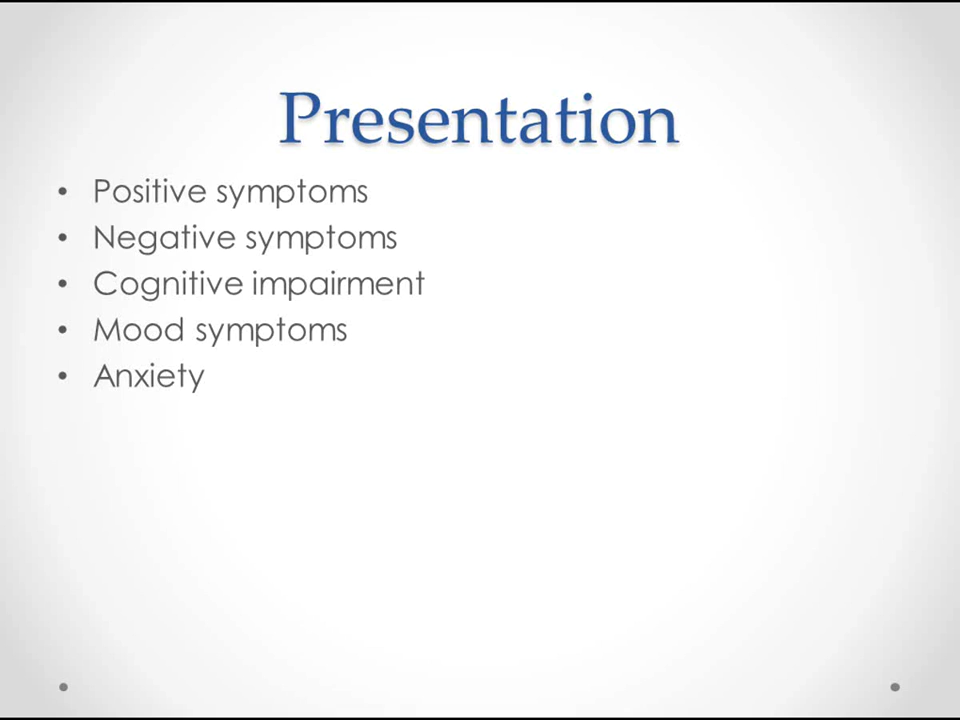 Presentation
• Positive symptoms
• Negative symptoms
• Cognitive impairment
• Mood symptoms
• Anxiety